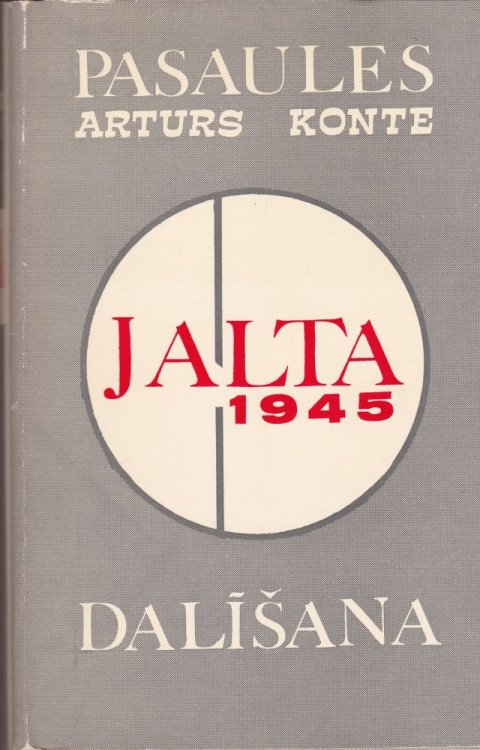 PASAULES
ARTURS KONTE
JALTA
1945
DALĪŠANA